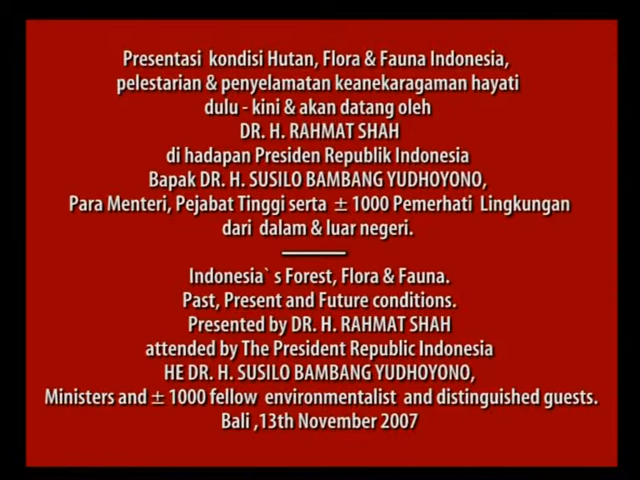 Presentasi kondisi Hutan, Flora & Fauna Indonesia,
pelestarian & penyelamatan keanekaragaman hayati
dulu - kini & akan datang oleh
DR. H. RAHMAT SHAH
di hadapan Presiden Republik Indonesia
Bapak DR. H. SUSILO BAMBANG YUDHOYONO,
Para Menteri, Pejabat Tinggi serta ± 1000 Pemerhati Lingkungan
dari dalam & luar negeri.
Indonesia` s Forest, Flora & Fauna.
Past, Present and Future conditions.
Presented by DR. H. RAHMAT SHAH
attended by The President Republic Indonesia
HE DR. H. SUSILO BAMBANG YUDHOYONO,
Ministers and ± 1000 fellow environmentalist and distinguished guests.
Bali ,13th November 2007